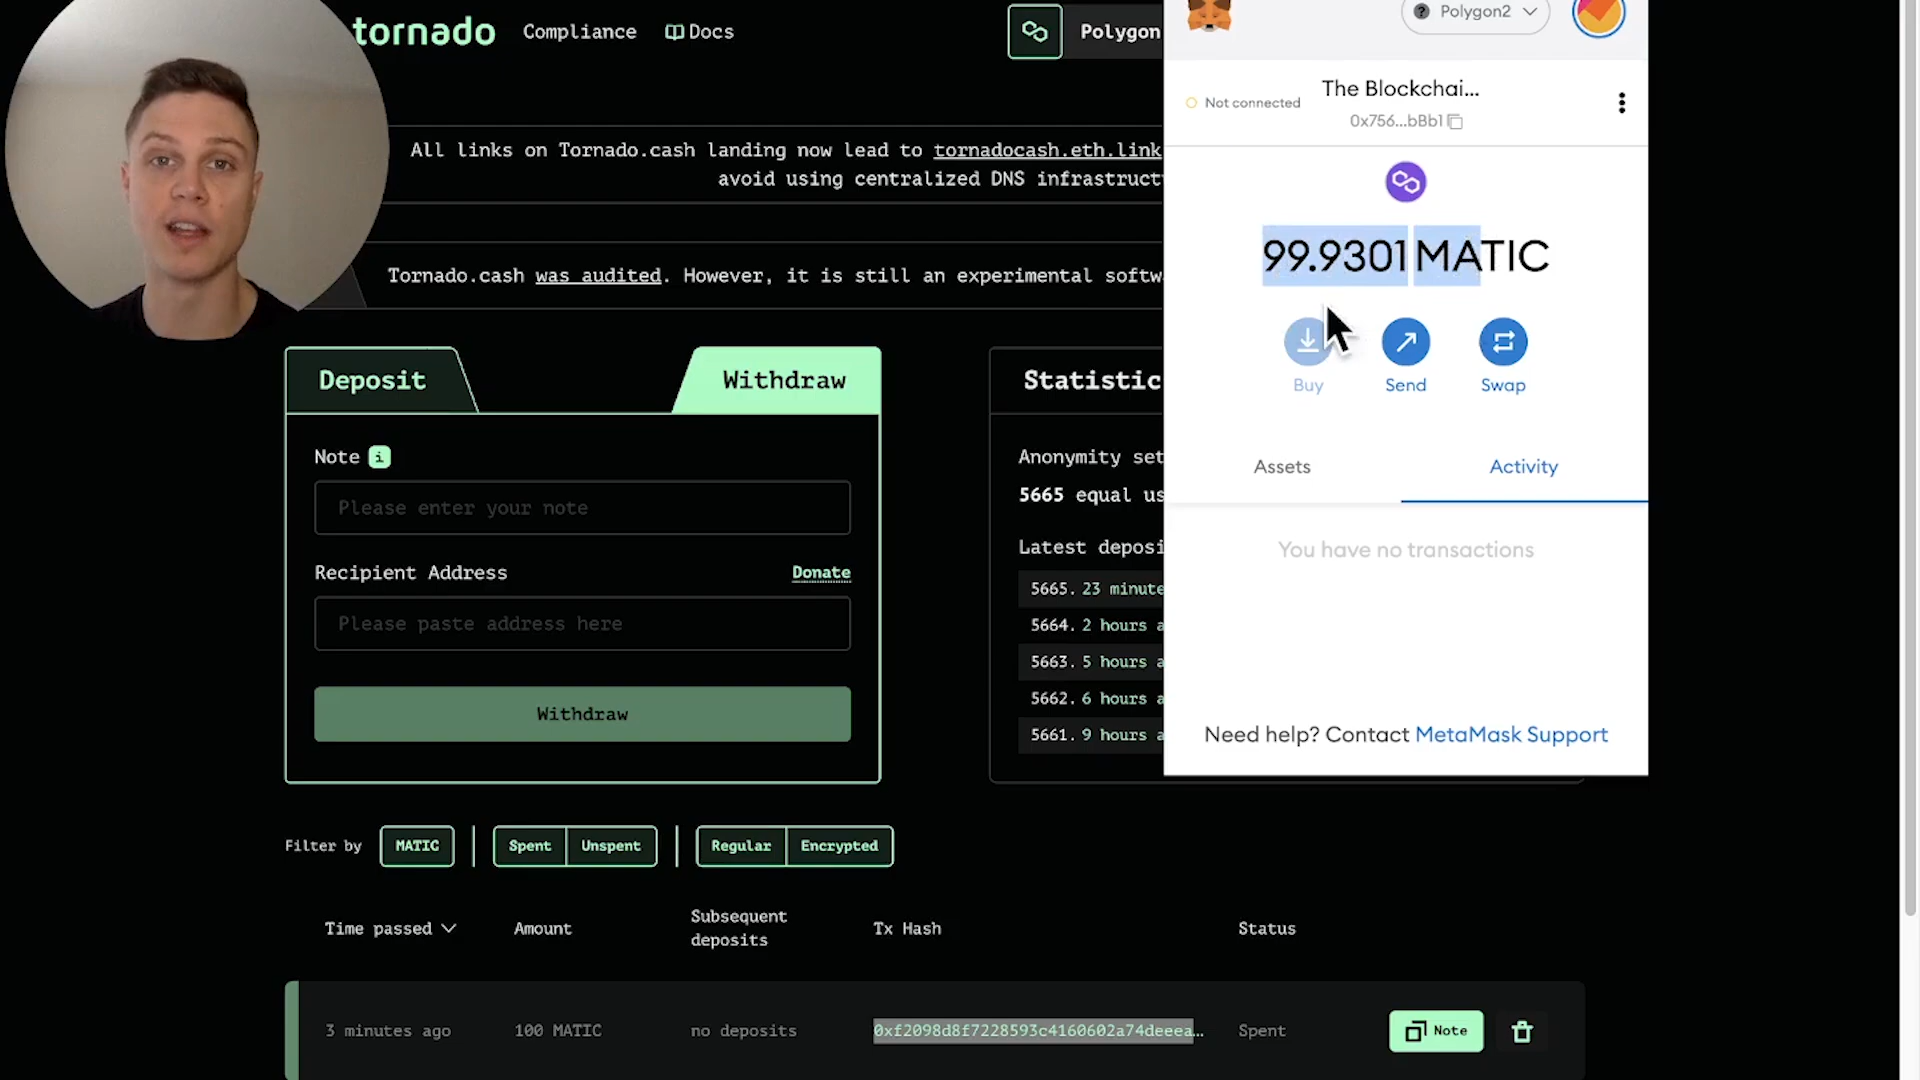 tornado
Compliance
Docs
Polygon
All links on Tornado.cash landing now lead to tornadocash.eth.link
avoid using centralized DNS infrastruct
Tornado.cash was audited. However, it is still an experimental softw
Deposit
Withdraw
Note i
Please enter your note
Recipient Address
Donate
Please paste address here
Withdraw
Statistic
Anonymity set
5665 equal us
Latest deposi
5665. 23 minute
5664. 2 hours a
5663. 5 hours a
5662. 6 hours a
5661. 9 hours a
? Polygon2
Not connected
The Blockchai...
0x756...bBb1
99.9301 MATIC
Buy
Send
Swap
Assets
Activity
You have no transactions
Need help? Contact MetaMask Support
Filter by
MATIC
Spent
Unspent
Regular
Encrypted
Time passed
Amount
Subsequent
deposits
Tx Hash
Status
3 minutes ago
100 MATIC
no deposits
0xf2098d8f7228593c4160602a74deeea…
Spent
Note